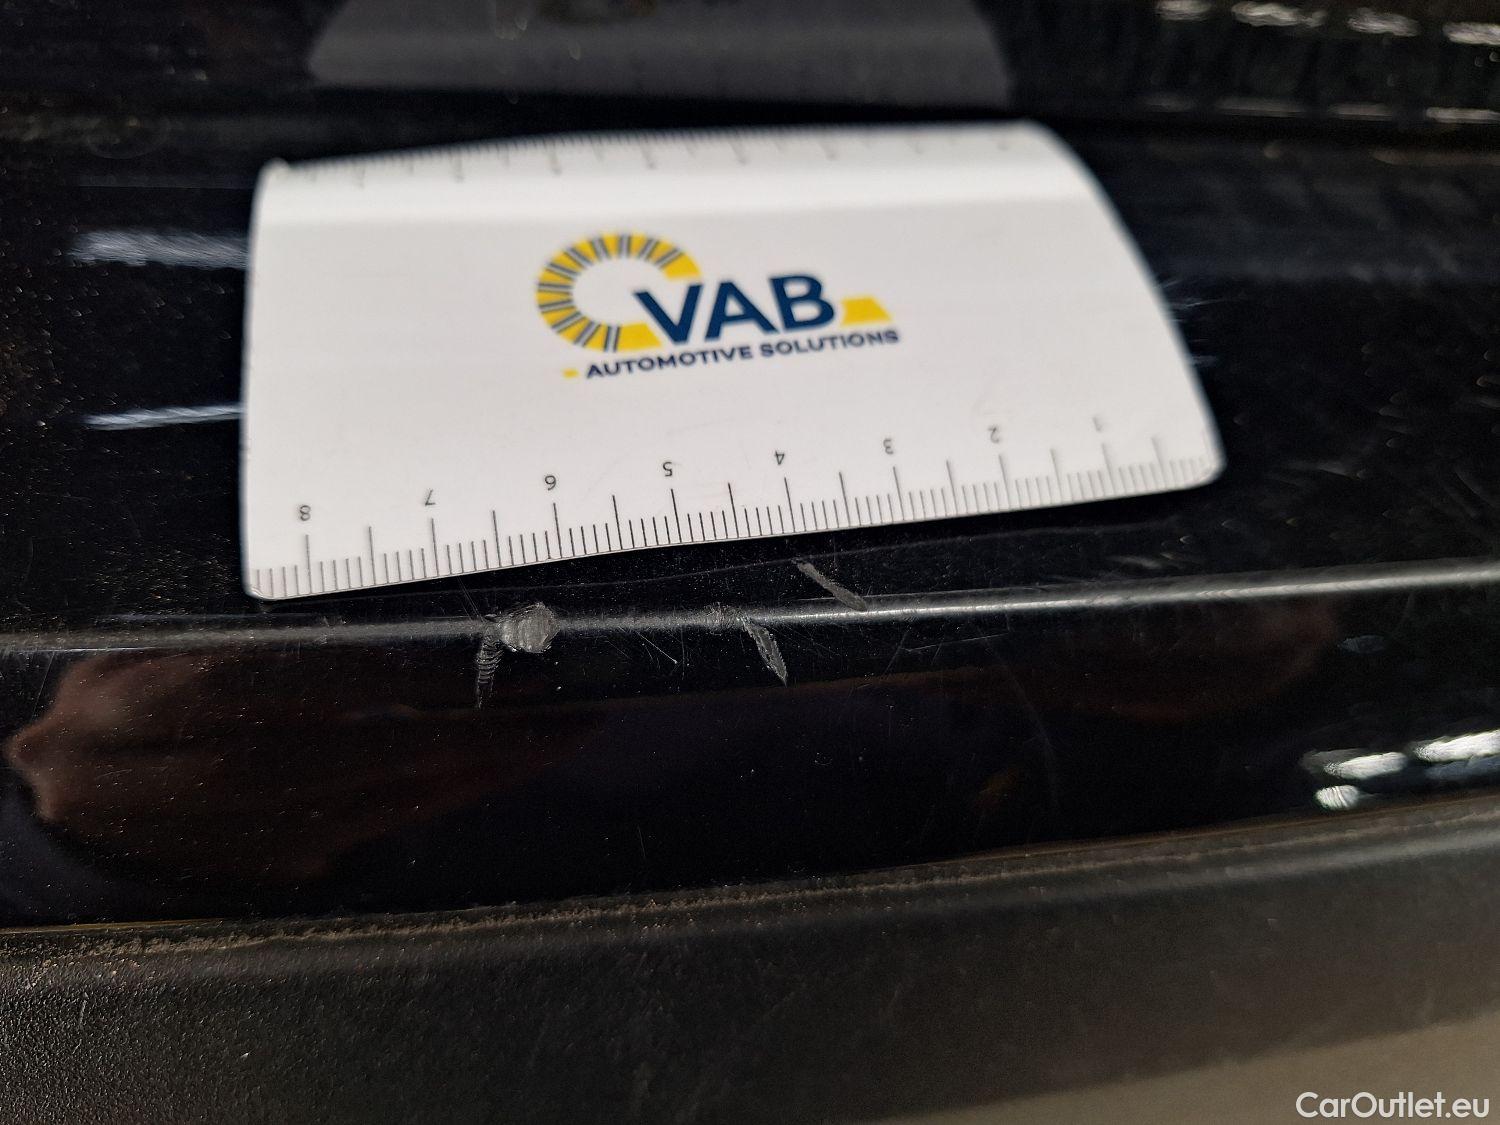 VAB
AUTOMOTIVE SOLUTIONS
8 7 6 5 4 3 2 1
CarOutlet.eu